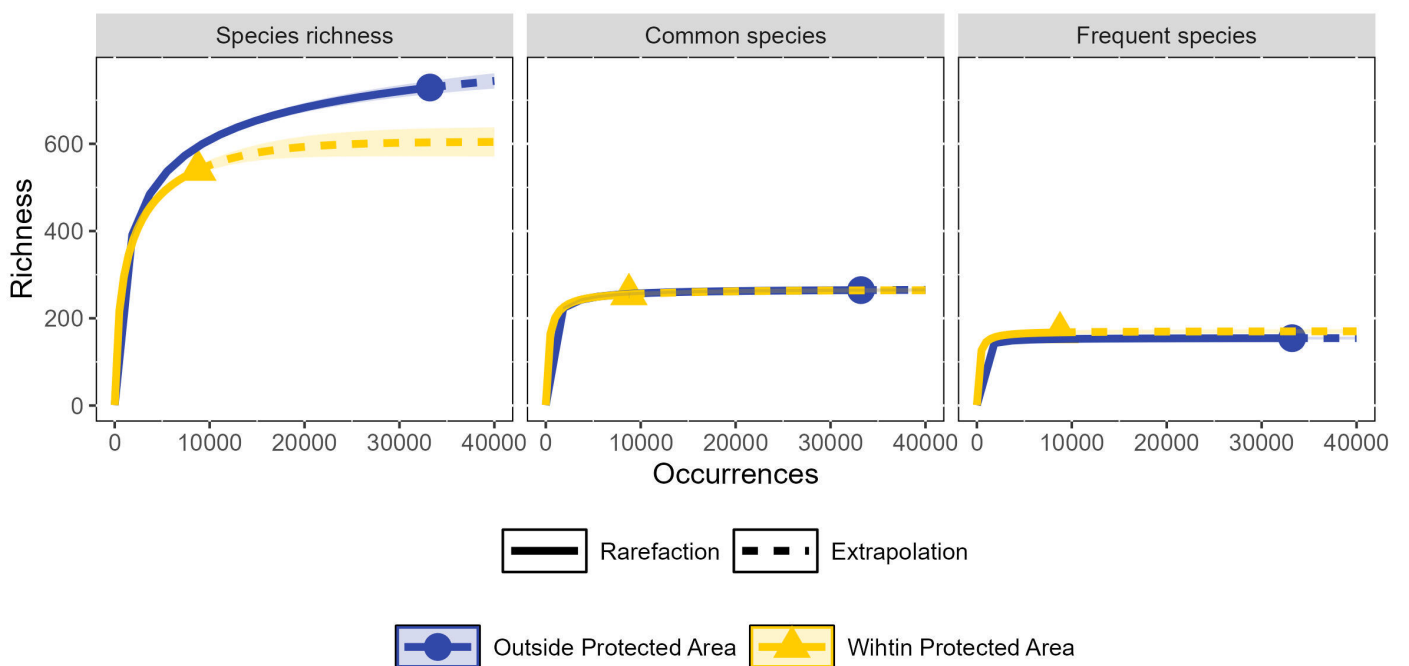 Species richness Common species Frequent species
Richness
600
400
200
0
0 10000 20000 30000 40000 0 10000 20000 30000 40000 0 10000 20000 30000 40000
Occurrences
Rarefaction Extrapolation
Outside Protected Area Wihtin Protected Area